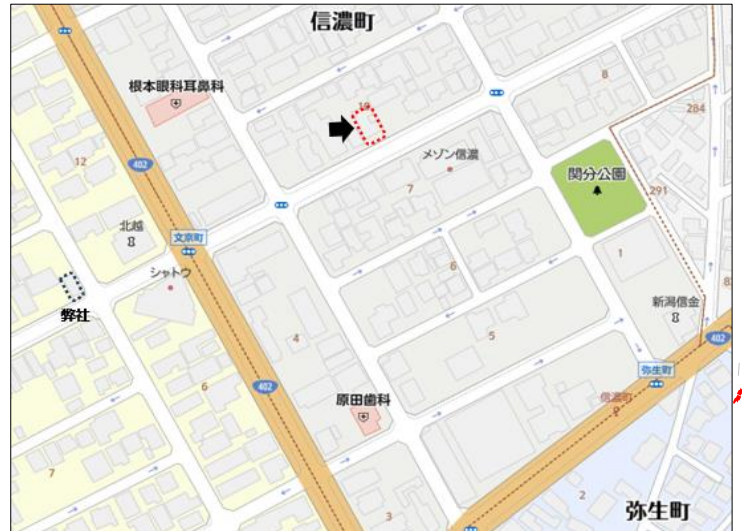 信濃町
根本眼科耳鼻科
10
8
284
12
402
メゾン信濃
7
関分公園
291
北越
文京町
シャトウ
弊社
6
1
新潟信金
4
5
402
弥生町
6
402
原田歯科
信濃町
7
3
2
弥生町